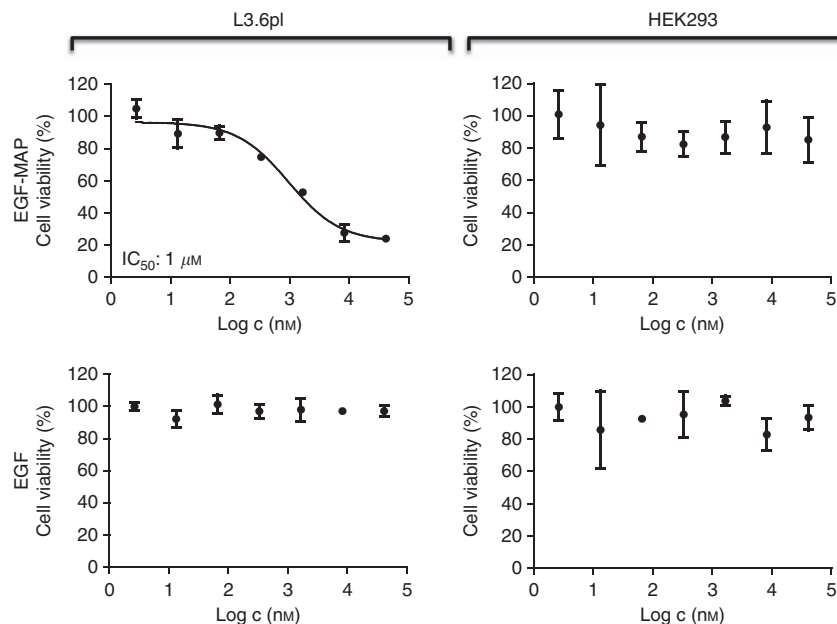 L3.6pl
HEK293
EGF-MAP
Cell viability (%)
120
100
80
60
40
20
0
IC50: 1 μM
0 1 2 3 4 5
Log c (nM)
Cell viability (%)
120
100
80
60
40
20
0
0 1 2 3 4 5
Log c (nM)
EGF
Cell viability (%)
120
100
80
60
40
20
0
0 1 2 3 4 5
Log c (nM)
Cell viability (%)
120
100
80
60
40
20
0
0 1 2 3 4 5
Log c (nM)